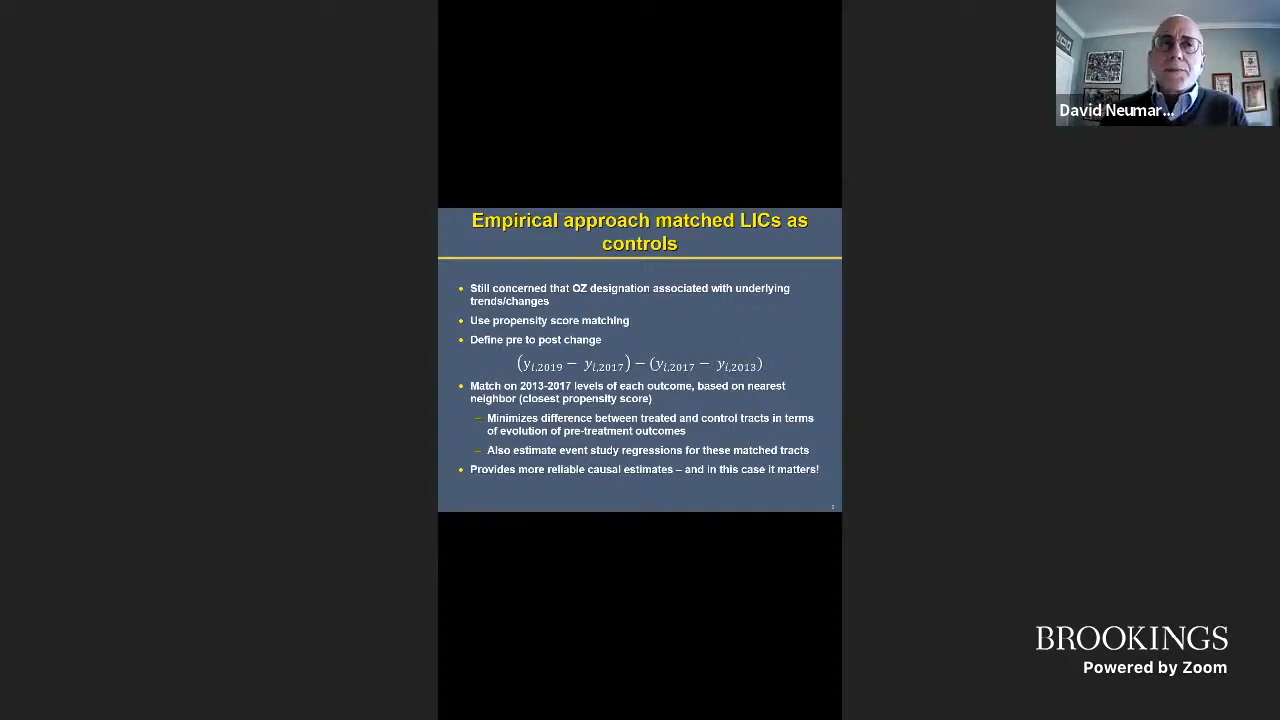 David Neumar...
Empirical approach matched LICs as
controls
• Still concerned that OZ designation associated with underlying
trends/changes
• Use propensity score matching
• Define pre to post change
(y_{i,2019} − y_{i,2017}) − (y_{i,2017} − y_{i,2013})
• Match on 2013-2017 levels of each outcome, based on nearest
neighbor (closest propensity score)
– Minimizes difference between treated and control tracts in terms
of evolution of pre-treatment outcomes
– Also estimate event study regressions for these matched tracts
• Provides more reliable causal estimates – and in this case it matters!
BROOKINGS
Powered by Zoom